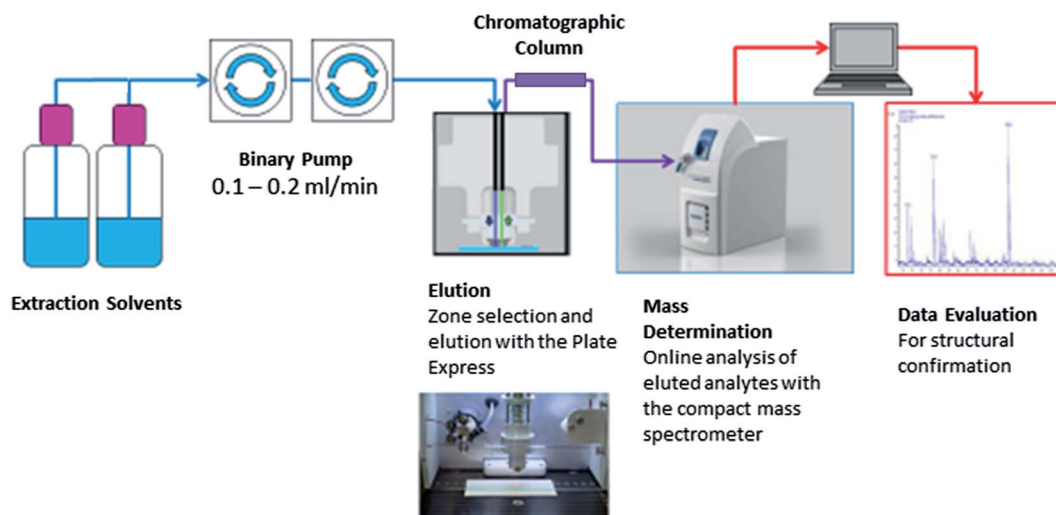 Chromatographic
Column
Binary Pump
0.1 – 0.2 ml/min
Extraction Solvents
Elution
Zone selection and
elution with the Plate
Express
Mass
Determination
Online analysis of
eluted analytes with
the compact mass
spectrometer
Data Evaluation
For structural
confirmation